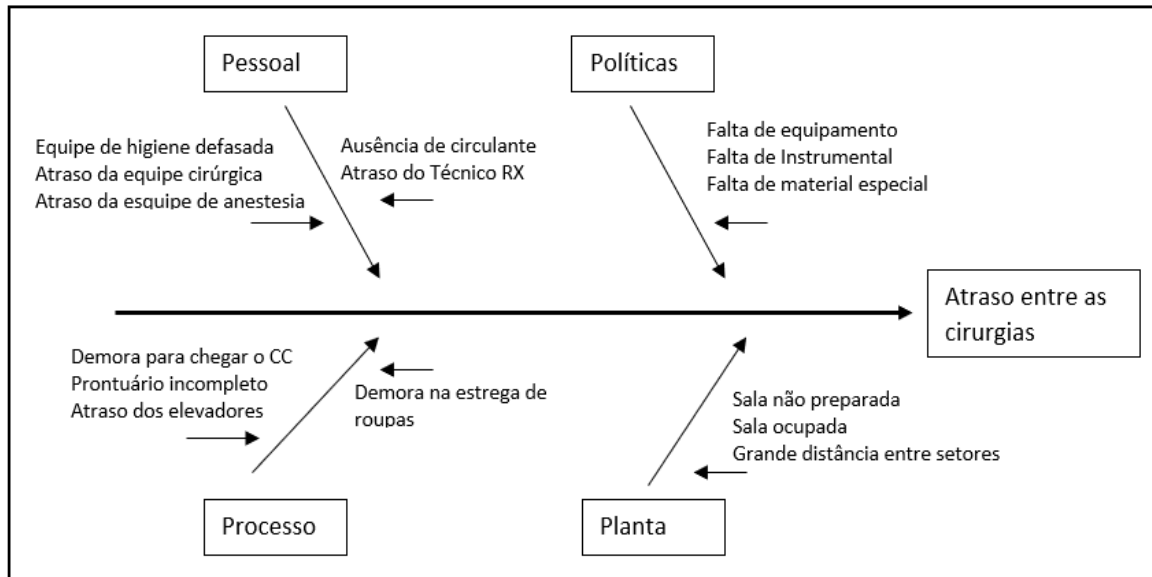 Pessoal
Políticas
Equipe de higiene defasada
Atraso da equipe cirúrgica
Atraso da esquipe de anestesia
Ausência de circulante
Atraso do Técnico RX
Falta de equipamento
Falta de Instrumental
Falta de material especial
Atraso entre as
cirurgias
Demora para chegar o CC
Prontuário incompleto
Atraso dos elevadores
Demora na estrega de
roupas
Sala não preparada
Sala ocupada
Grande distância entre setores
Processo
Planta